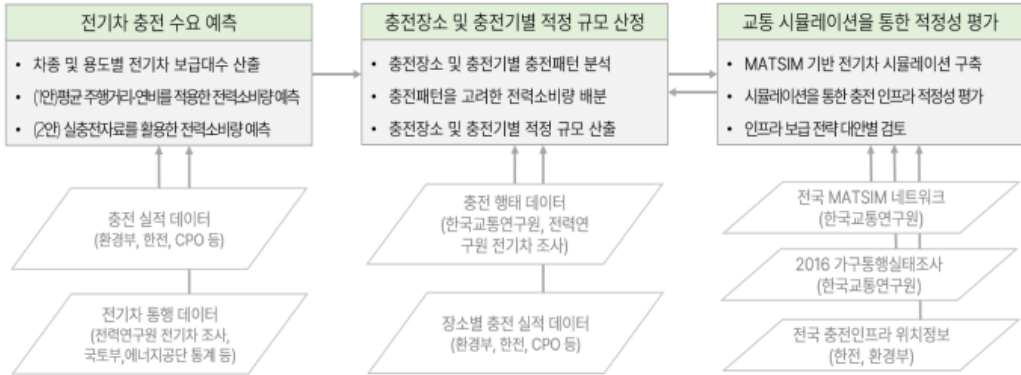 전기차 충전 수요 예측
• 차종 및 용도별 전기차 보급대수 산출
• (1안)평균 주행거리·연비를 적용한 전력소비량 예측
• (2안) 실충전자료를 활용한 전력소비량 예측
충전장소 및 충전기별 적정 규모 산정
• 충전장소 및 충전기별 충전패턴 분석
• 충전패턴을 고려한 전력소비량 배분
• 충전장소 및 충전기별 적정 규모 산출
교통 시뮬레이션을 통한 적정성 평가
• MATSIM 기반 전기차 시뮬레이션 구축
• 시뮬레이션을 통한 충전 인프라 적정성 평가
• 인프라 보급 전략 대안별 검토
충전 실적 데이터
(환경부, 한전, CPO 등)
전기차 통행 데이터
(전력연구원 전기차 조사,
국토부,에너지공단 통계 등)
충전 행태 데이터
(한국교통연구원, 전력연
구원 전기차 조사)
장소별 충전 실적 데이터
(환경부, 한전, CPO 등)
전국 MATSIM 네트워크
(한국교통연구원)
2016 가구통행실태조사
(한국교통연구원)
전국 충전인프라 위치정보
(한전, 환경부)